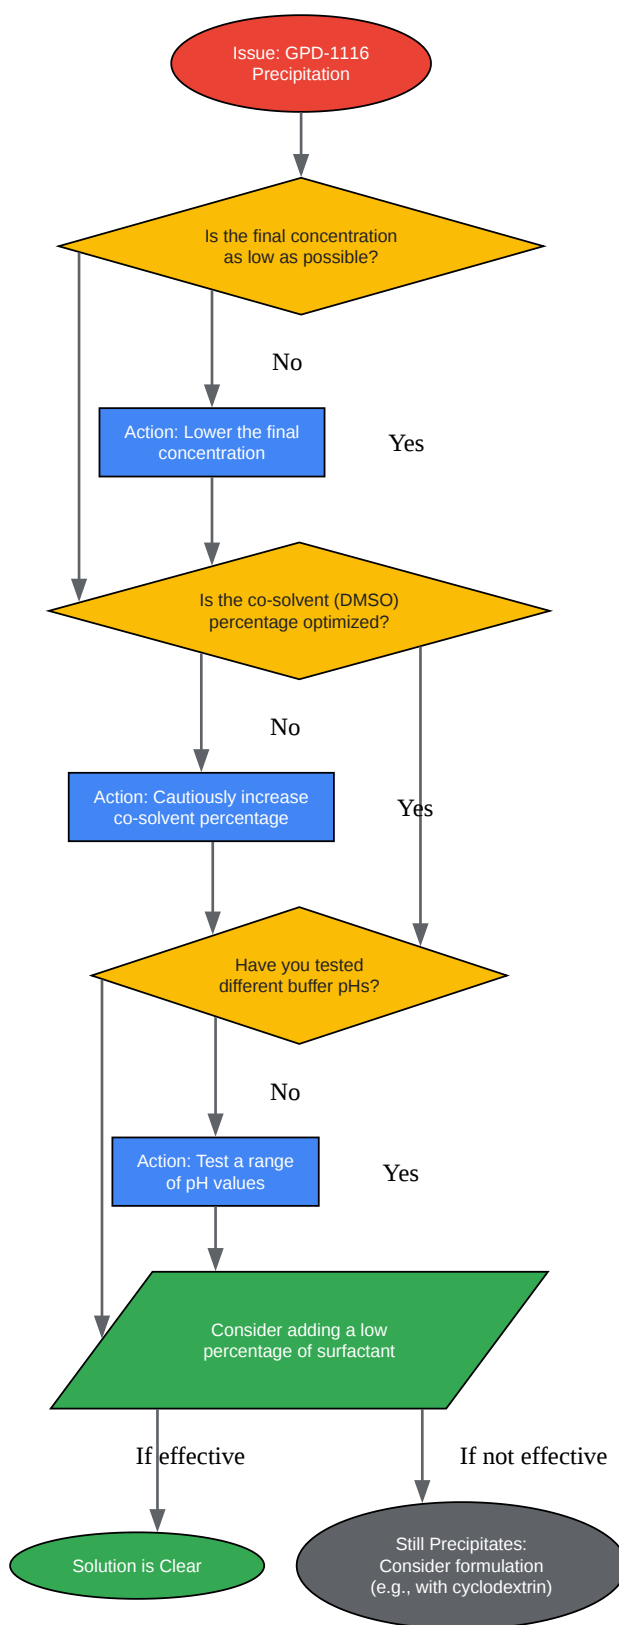 Issue: GPD-1116
Precipitation
Is the final concentration
as low as possible?
No
Action: Lower the final
concentration
Yes
Is the co-solvent (DMSO)
percentage optimized?
No
Action: Cautiously increase
co-solvent percentage
Yes
Have you tested
different buffer pHs?
No
Action: Test a range
of pH values
Yes
Consider adding a low
percentage of surfactant
If effective
If not effective
Solution is Clear
Still Precipitates:
Consider formulation
(e.g., with cyclodextrin)